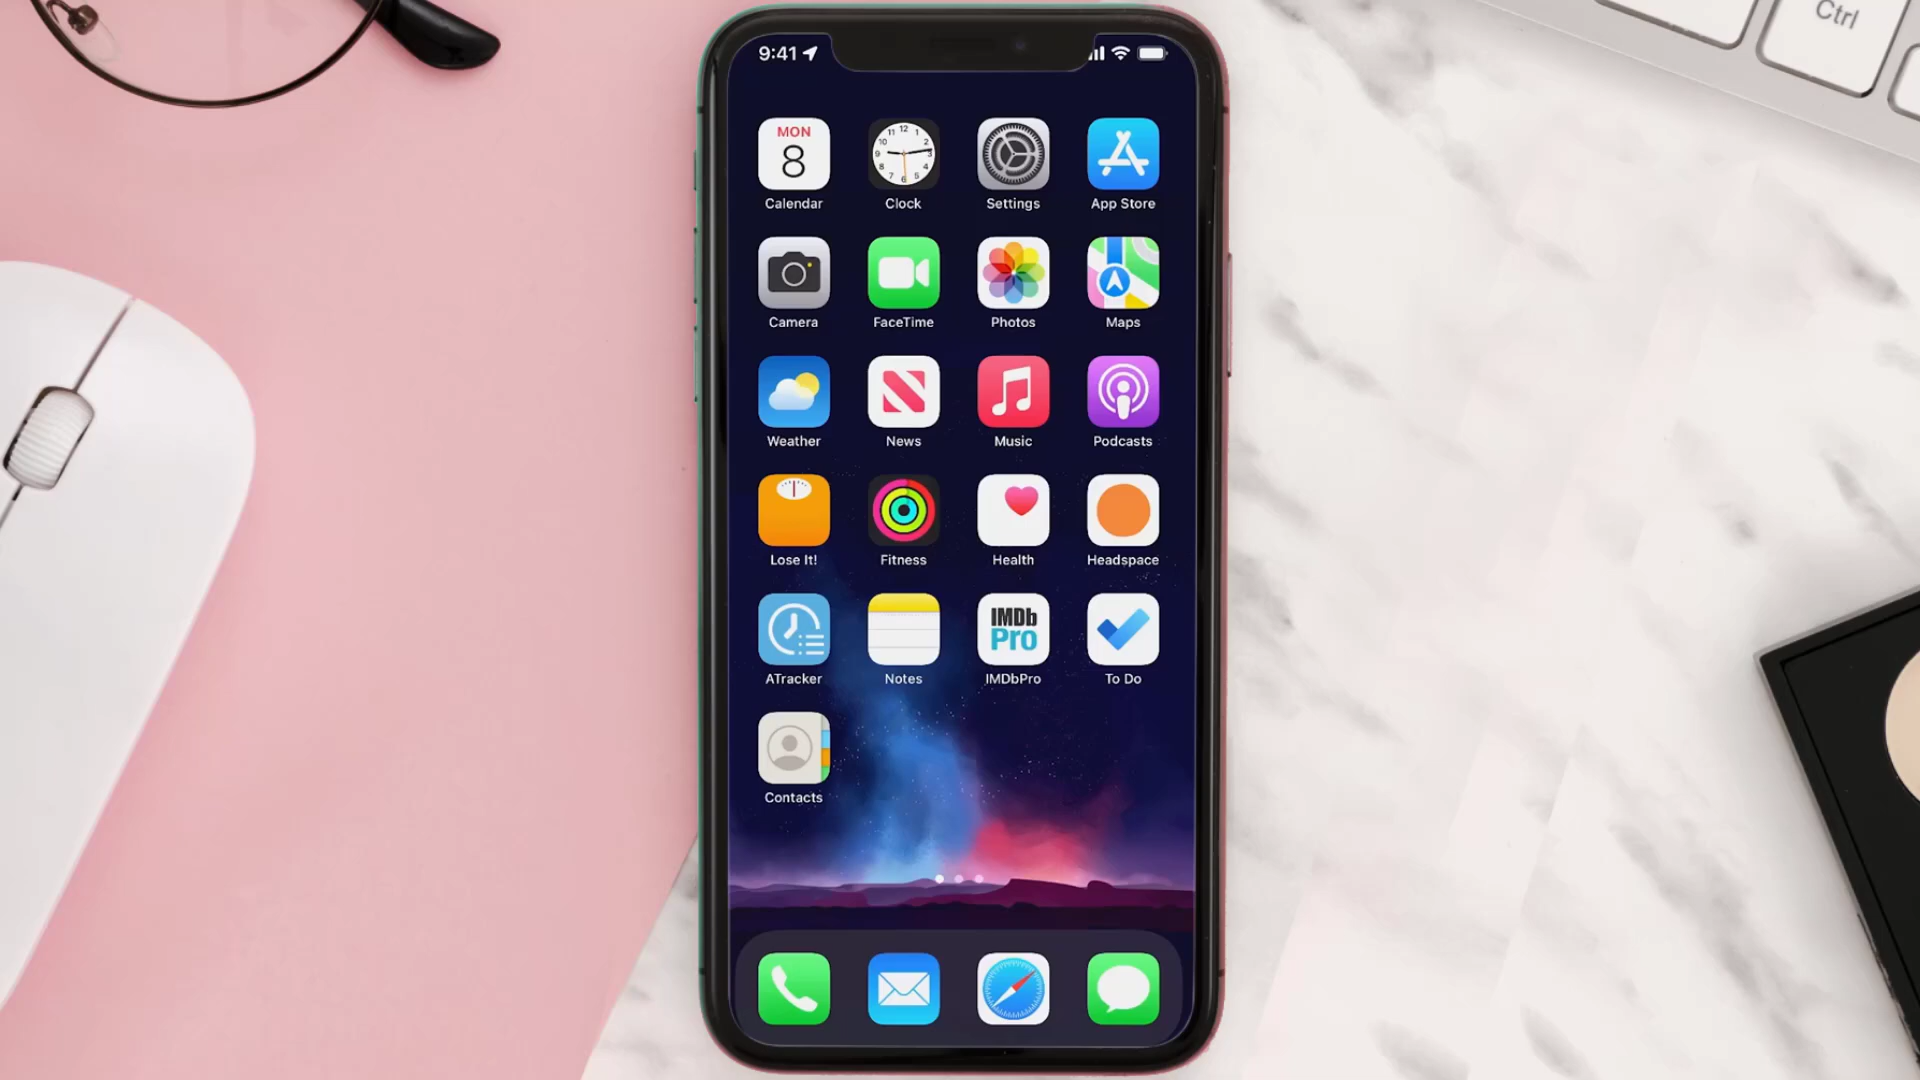 Ctrl
9:41
MON
8
Calendar
Clock
Settings
App Store
Camera
FaceTime
Photos
Maps
Weather
News
Music
Podcasts
Lose It!
Fitness
Health
Headspace
IMDb
Pro
ATracker
Notes
IMDbPro
To Do
Contacts